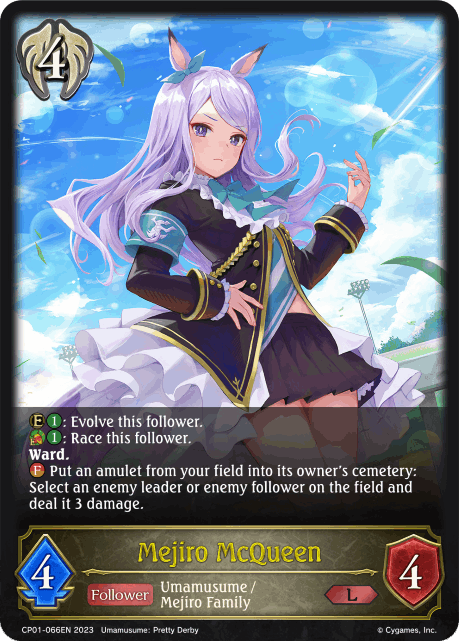 4
E 1: Evolve this follower.
1: Race this follower.
Ward.
F Put an amulet from your field into its owner's cemetery:
Select an enemy leader or enemy follower on the field and
deal it 3 damage.
Mejiro McQueen
4
Follower
Umamusume /
Mejiro Family
L
4
CP01-066EN 2023 Umamusume: Pretty Derby
© Cygames, Inc.